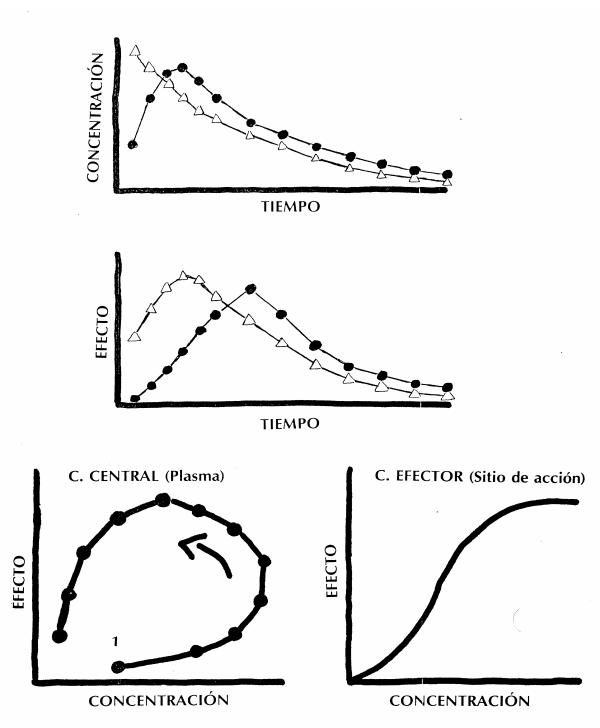 CONCENTRACIÓN
TIEMPO
EFECTO
TIEMPO
C. CENTRAL (Plasma)
EFECTO
1
CONCENTRACIÓN
C. EFECTOR (Sitio de acción)
EFECTO
CONCENTRACIÓN